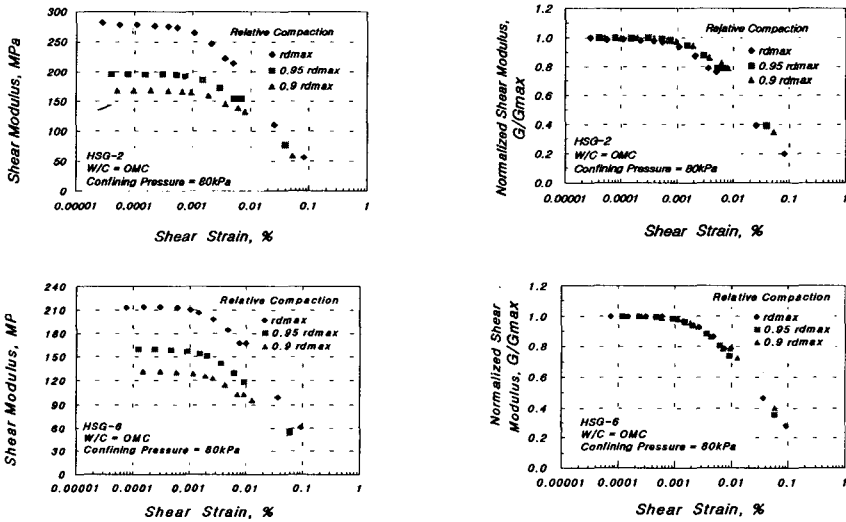 Shear Modulus, MPa
300
250
200
150
100
50
0
Relative Compaction
rdmax
0.95 rdmax
0.9 rdmax
HSG-2
W/C = OMC
Confining Pressure = 80kPa
0.00001 0.0001 0.001 0.01 0.1 1
Shear Strain, %
Normalized Shear Modulus,
G/Gmax
1.2
1.0
0.8
0.6
0.4
0.2
0.0
Relative Compaction
rdmax
0.95 rdmax
0.9 rdmax
HSG-2
W/C = OMC
Confining Pressure = 80kPa
0.00001 0.0001 0.001 0.01 0.1 1
Shear Strain, %
Shear Modulus, MP
240
210
180
150
120
90
60
30
0
Relative Compaction
rdmax
0.95 rdmax
0.9 rdmax
HSG-6
W/C = OMC
Confining Pressure = 80kPa
0.00001 0.0001 0.001 0.01 0.1 1
Shear Strain, %
Normalized Shear
Modulus, G/Gmax
1.2
1.0
0.8
0.6
0.4
0.2
0.0
Relative Compaction
rdmax
0.95 rdmax
0.9 rdmax
HSG-6
W/C = OMC
Confining Pressure = 80kPa
0.00001 0.0001 0.001 0.01 0.1 1
Shear Strain, %